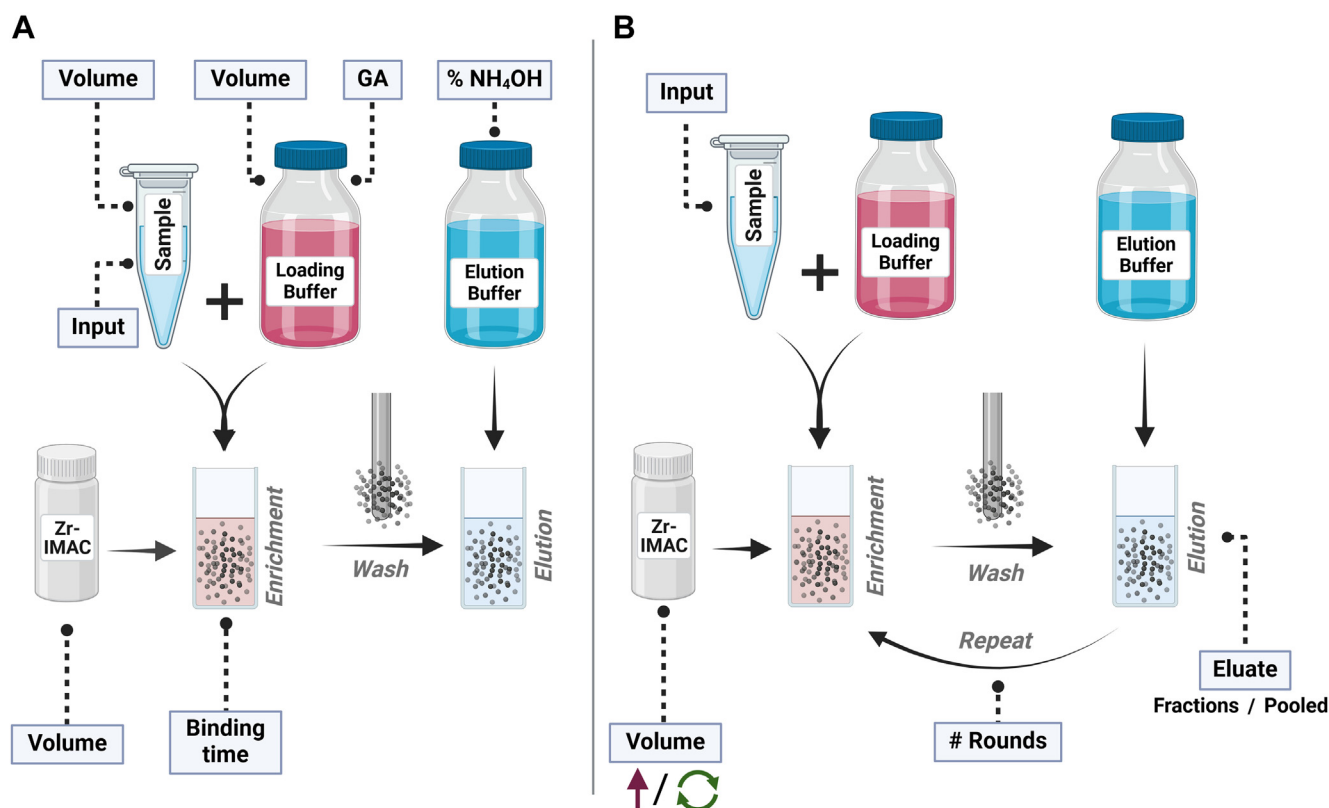 A
Volume
Volume
GA
% NH₄OH
Sample
Loading
Buffer
Elution
Buffer
Input
Zr-
IMAC
Enrichment
Wash
Elution
Volume
Binding
time
B
Input
Sample
Loading
Buffer
Elution
Buffer
Zr-
IMAC
Enrichment
Wash
Elution
Repeat
Eluate
Fractions / Pooled
Volume
/
# Rounds